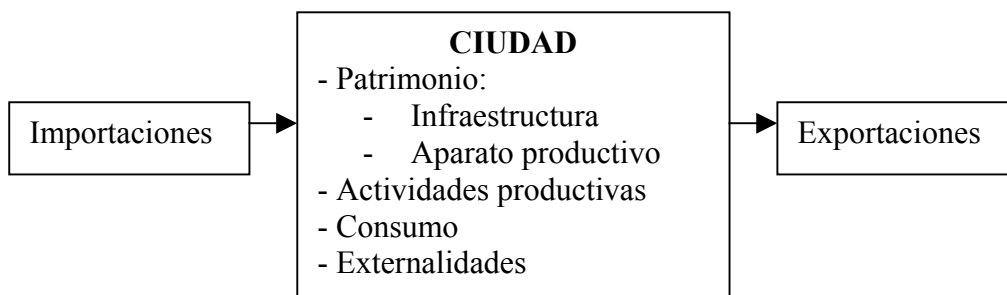 Importaciones
CIUDAD
- Patrimonio:
- Infraestructura
- Aparato productivo
- Actividades productivas
- Consumo
- Externalidades
Exportaciones